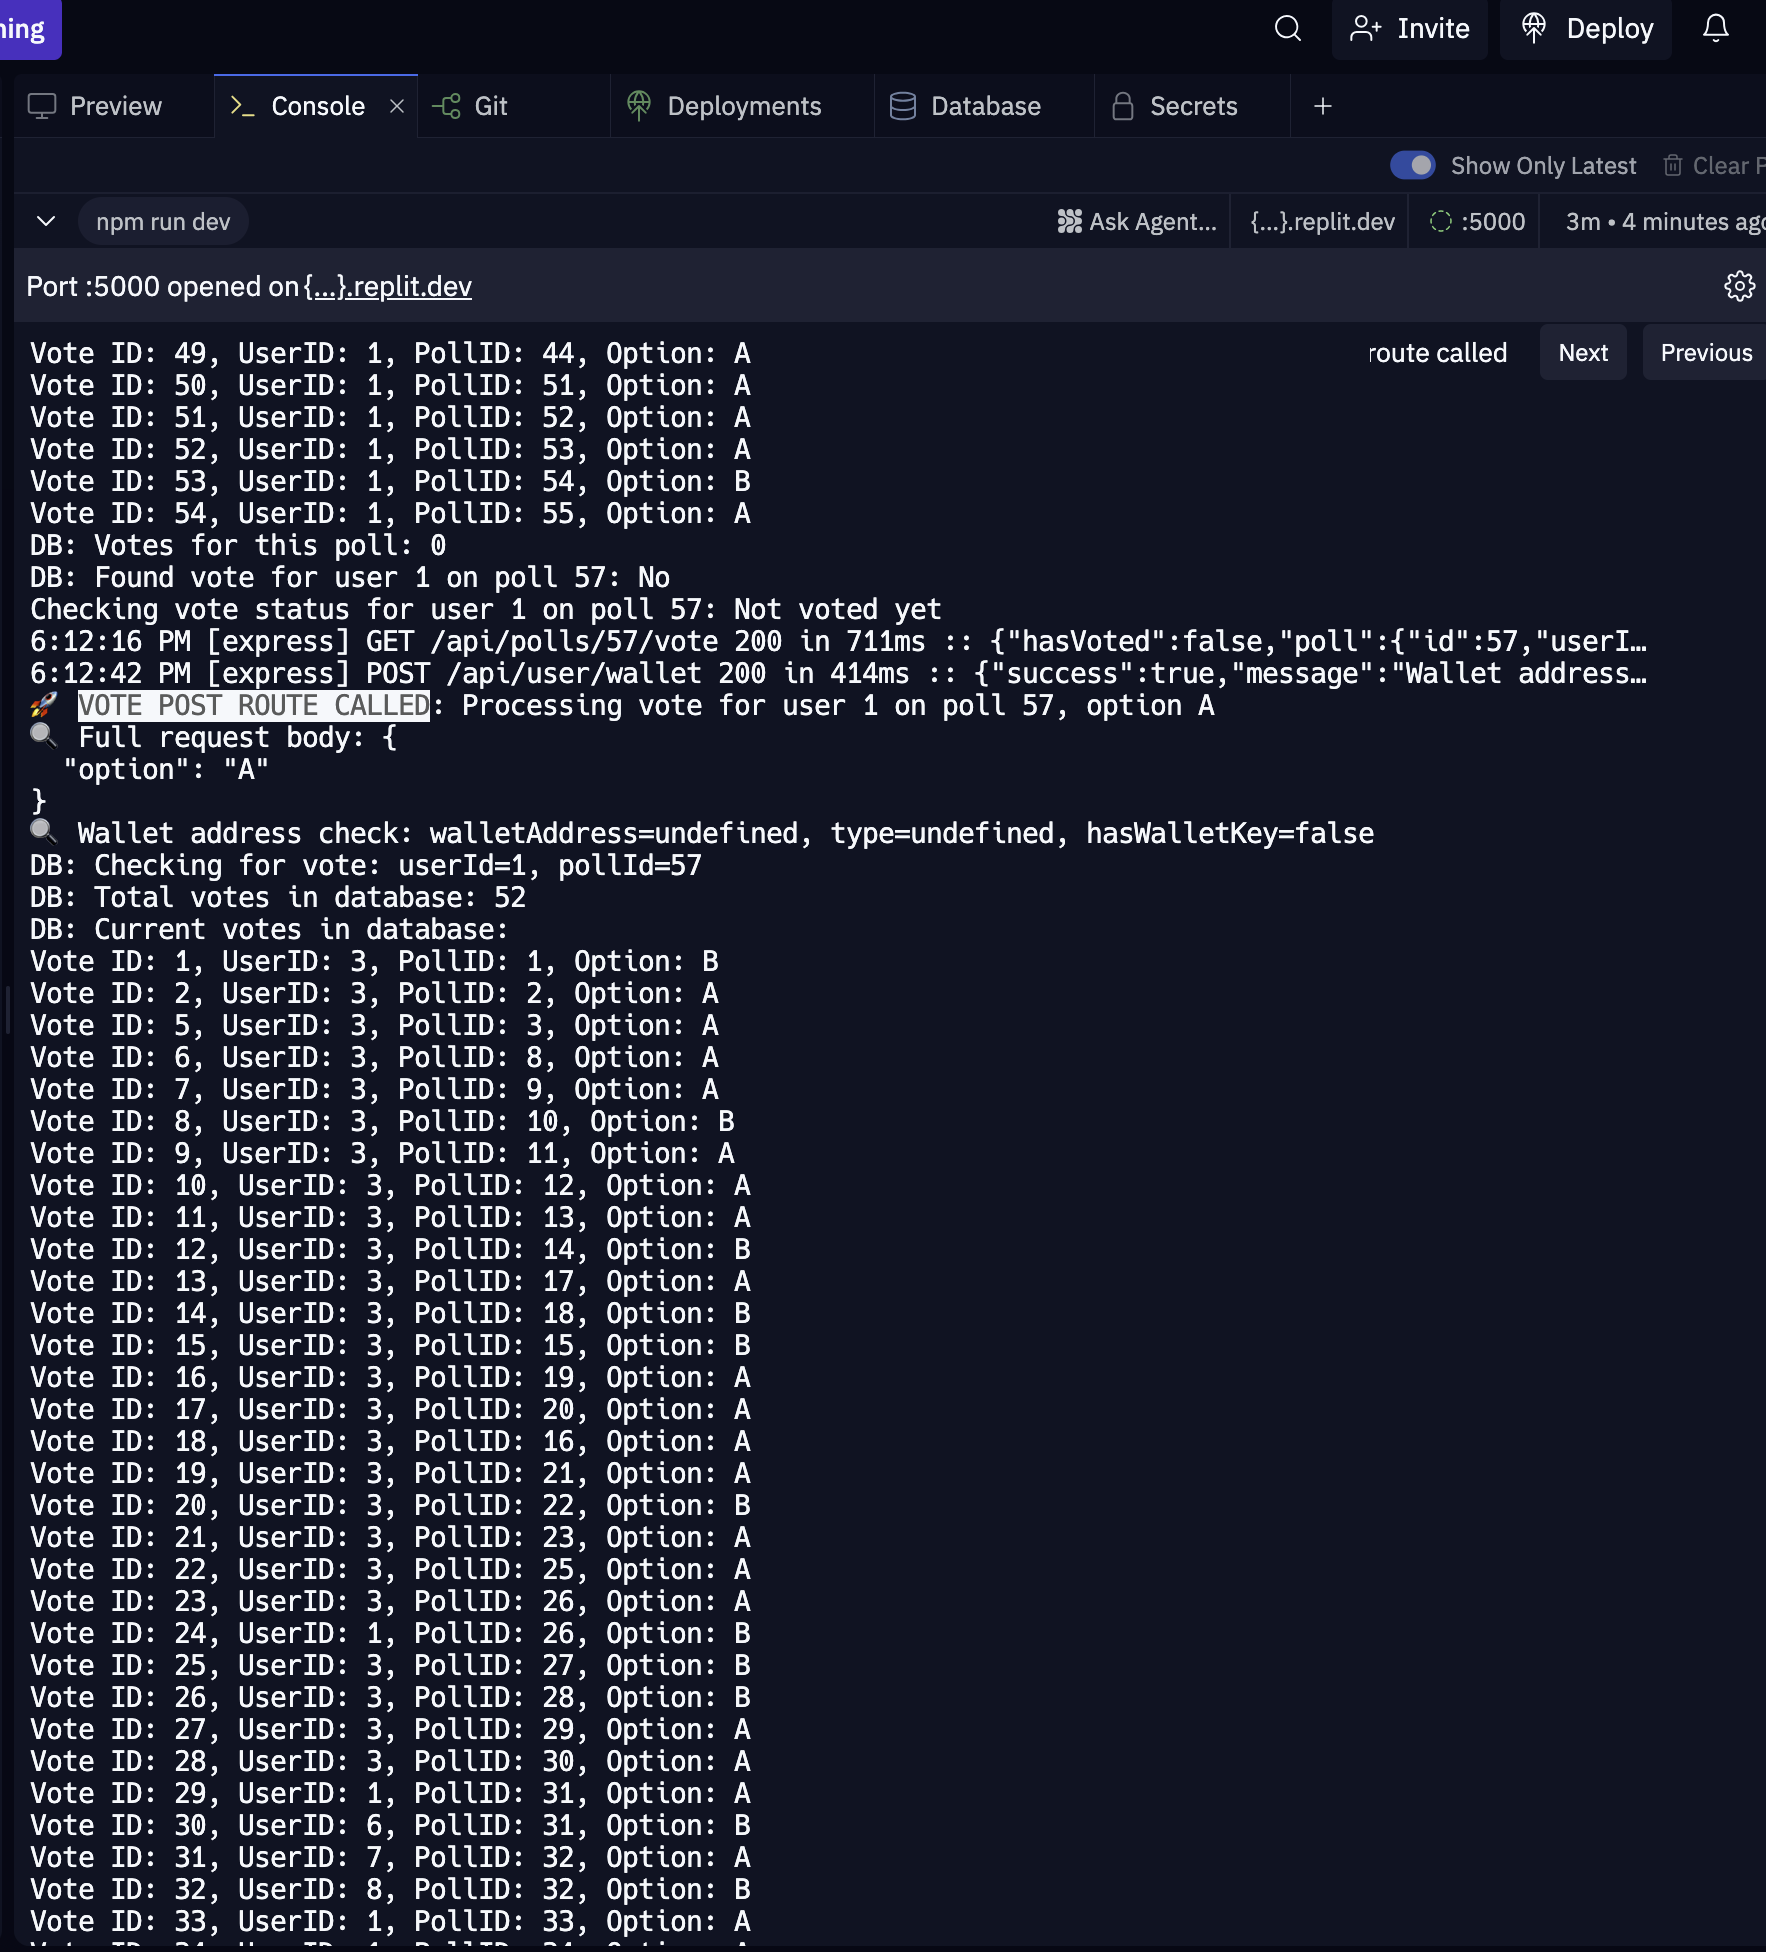 ning
Invite
Deploy
Preview
Console
Git
Deployments
Database
Secrets
Show Only Latest
Clear P
npm run dev
Ask Agent...
{...}.replit.dev
:5000
3m • 4 minutes ago
Port :5000 opened on {...}.replit.dev
route called
Next
Previous
Vote ID: 49, UserID: 1, PollID: 44, Option: A
Vote ID: 50, UserID: 1, PollID: 51, Option: A
Vote ID: 51, UserID: 1, PollID: 52, Option: A
Vote ID: 52, UserID: 1, PollID: 53, Option: A
Vote ID: 53, UserID: 1, PollID: 54, Option: B
Vote ID: 54, UserID: 1, PollID: 55, Option: A
DB: Votes for this poll: 0
DB: Found vote for user 1 on poll 57: No
Checking vote status for user 1 on poll 57: Not voted yet
6:12:16 PM [express] GET /api/polls/57/vote 200 in 711ms :: {"hasVoted":false,"poll":{"id":57,"userI…
6:12:42 PM [express] POST /api/user/wallet 200 in 414ms :: {"success":true,"message":"Wallet address…
🚀 VOTE POST ROUTE CALLED: Processing vote for user 1 on poll 57, option A
🔍 Full request body: {
"option": "A"
}
🔍 Wallet address check: walletAddress=undefined, type=undefined, hasWalletKey=false
DB: Checking for vote: userId=1, pollId=57
DB: Total votes in database: 52
DB: Current votes in database:
Vote ID: 1, UserID: 3, PollID: 1, Option: B
Vote ID: 2, UserID: 3, PollID: 2, Option: A
Vote ID: 5, UserID: 3, PollID: 3, Option: A
Vote ID: 6, UserID: 3, PollID: 8, Option: A
Vote ID: 7, UserID: 3, PollID: 9, Option: A
Vote ID: 8, UserID: 3, PollID: 10, Option: B
Vote ID: 9, UserID: 3, PollID: 11, Option: A
Vote ID: 10, UserID: 3, PollID: 12, Option: A
Vote ID: 11, UserID: 3, PollID: 13, Option: A
Vote ID: 12, UserID: 3, PollID: 14, Option: B
Vote ID: 13, UserID: 3, PollID: 17, Option: A
Vote ID: 14, UserID: 3, PollID: 18, Option: B
Vote ID: 15, UserID: 3, PollID: 15, Option: B
Vote ID: 16, UserID: 3, PollID: 19, Option: A
Vote ID: 17, UserID: 3, PollID: 20, Option: A
Vote ID: 18, UserID: 3, PollID: 16, Option: A
Vote ID: 19, UserID: 3, PollID: 21, Option: A
Vote ID: 20, UserID: 3, PollID: 22, Option: B
Vote ID: 21, UserID: 3, PollID: 23, Option: A
Vote ID: 22, UserID: 3, PollID: 25, Option: A
Vote ID: 23, UserID: 3, PollID: 26, Option: A
Vote ID: 24, UserID: 1, PollID: 26, Option: B
Vote ID: 25, UserID: 3, PollID: 27, Option: B
Vote ID: 26, UserID: 3, PollID: 28, Option: B
Vote ID: 27, UserID: 3, PollID: 29, Option: A
Vote ID: 28, UserID: 3, PollID: 30, Option: A
Vote ID: 29, UserID: 1, PollID: 31, Option: A
Vote ID: 30, UserID: 6, PollID: 31, Option: B
Vote ID: 31, UserID: 7, PollID: 32, Option: A
Vote ID: 32, UserID: 8, PollID: 32, Option: B
Vote ID: 33, UserID: 1, PollID: 33, Option: A